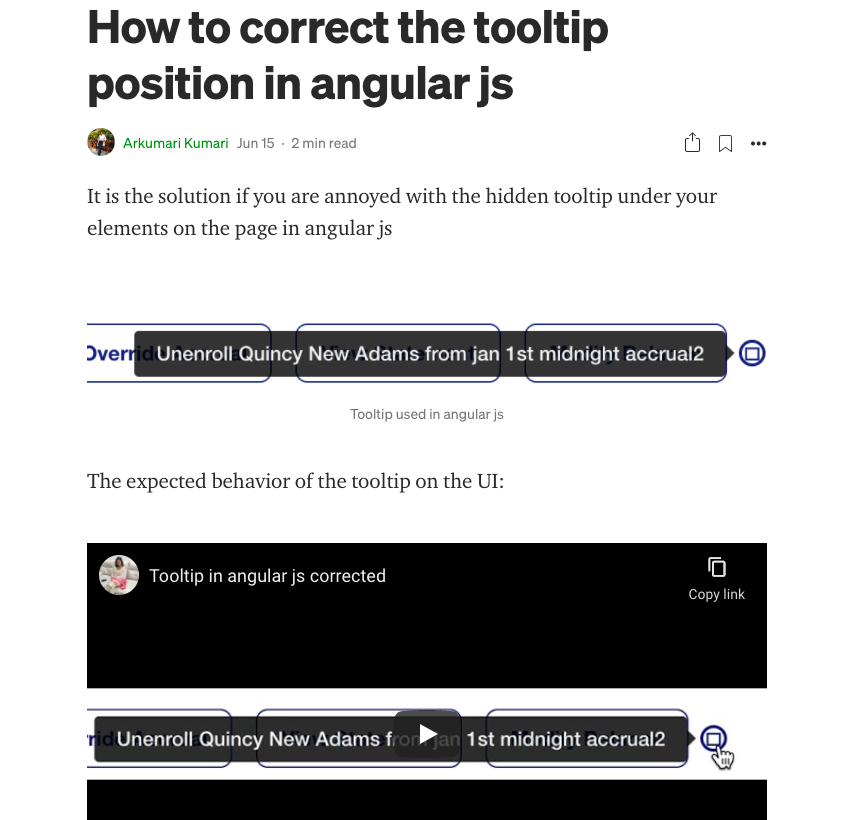 How to correct the tooltip
position in angular js
Arkumari Kumari Jun 15 · 2 min read
It is the solution if you are annoyed with the hidden tooltip under your
elements on the page in angular js
Unenroll Quincy New Adams from jan 1st midnight accrual2
Tooltip used in angular js
The expected behavior of the tooltip on the UI:
Tooltip in angular js corrected
Copy link
Unenroll Quincy New Adams from jan 1st midnight accrual2